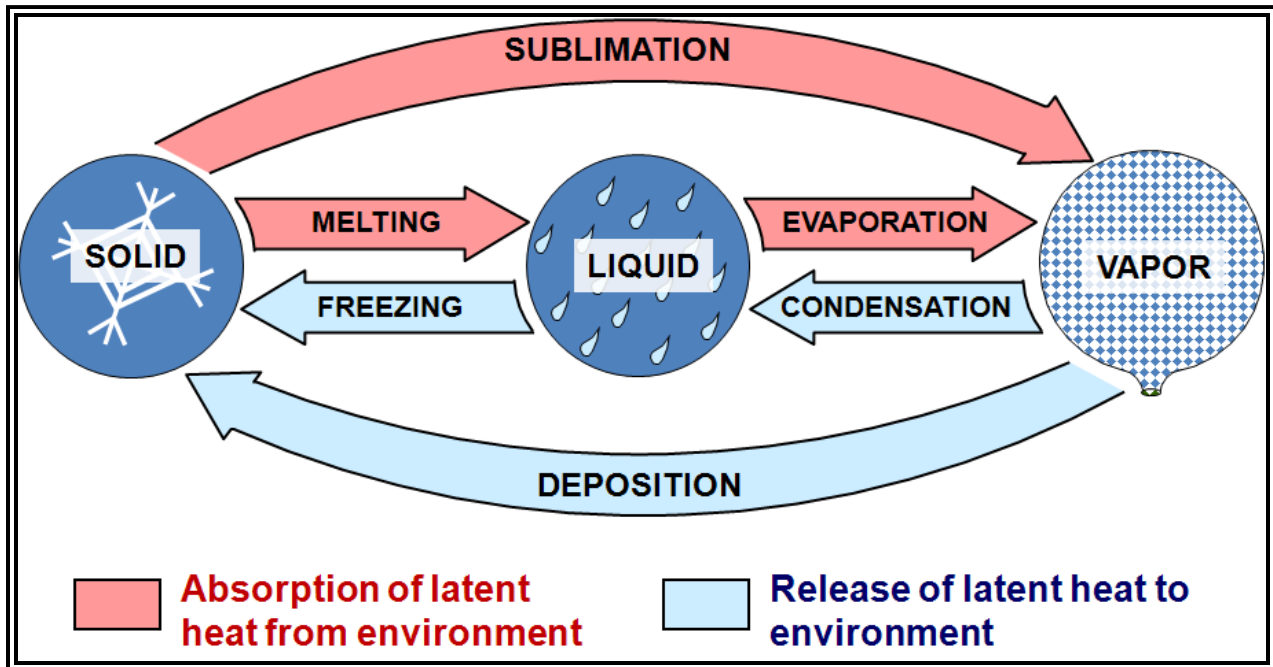 SUBLIMATION
MELTING
EVAPORATION
SOLID
LIQUID
VAPOR
FREEZING
CONDENSATION
DEPOSITION
Absorption of latent
heat from environment
Release of latent heat to
environment